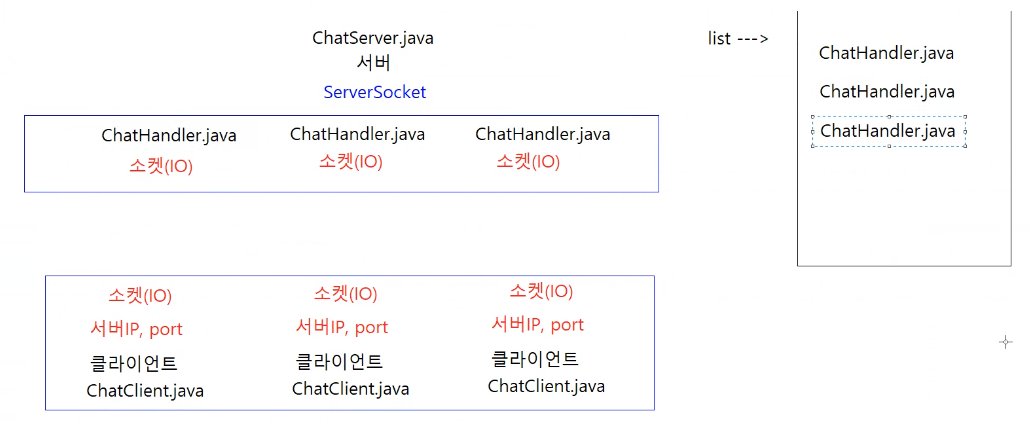 ChatServer.java
서버
ServerSocket
ChatHandler.java ChatHandler.java ChatHandler.java
소켓(IO) 소켓(IO) 소켓(IO)
소켓(IO) 소켓(IO) 소켓(IO)
서버IP, port 서버IP, port 서버IP, port
클라이언트 클라이언트 클라이언트
ChatClient.java ChatClient.java ChatClient.java
list --->
ChatHandler.java
ChatHandler.java
ChatHandler.java